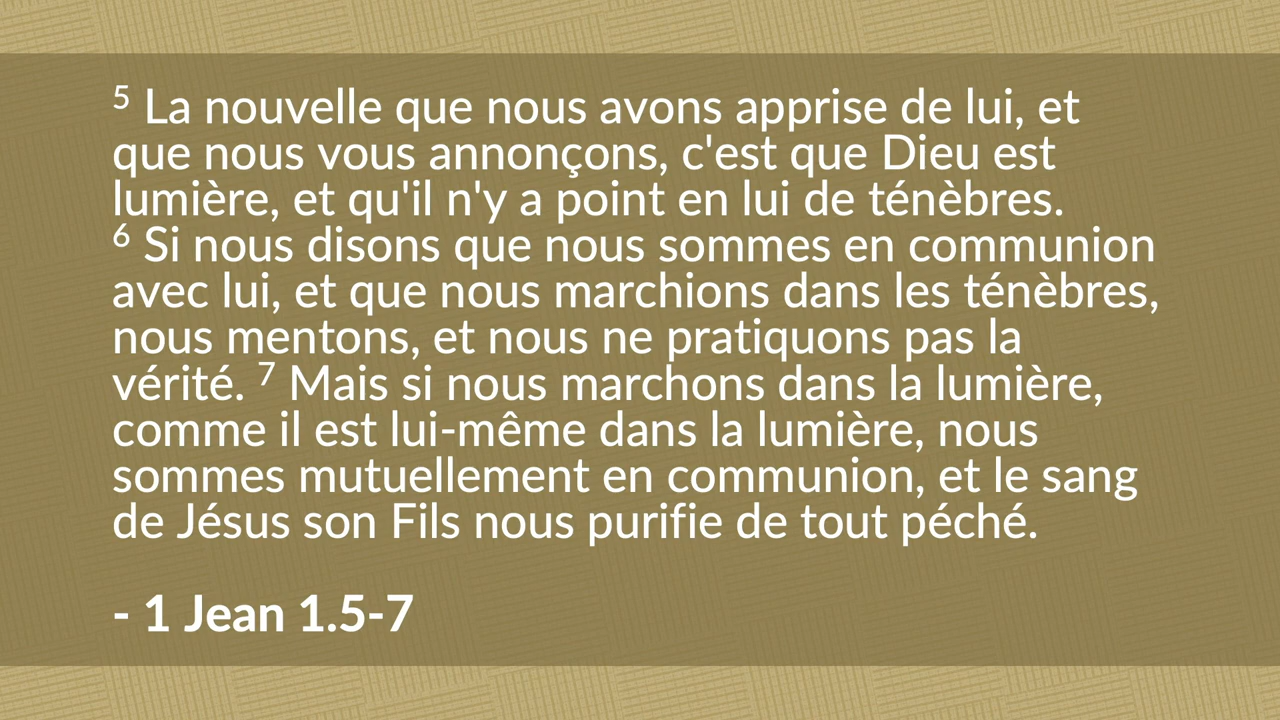 5 La nouvelle que nous avons apprise de lui, et
que nous vous annonçons, c'est que Dieu est
lumière, et qu'il n'y a point en lui de ténèbres.
6 Si nous disons que nous sommes en communion
avec lui, et que nous marchions dans les ténèbres,
nous mentons, et nous ne pratiquons pas la
vérité. 7 Mais si nous marchons dans la lumière,
comme il est lui-même dans la lumière, nous
sommes mutuellement en communion, et le sang
de Jésus son Fils nous purifie de tout péché.
- 1 Jean 1.5-7